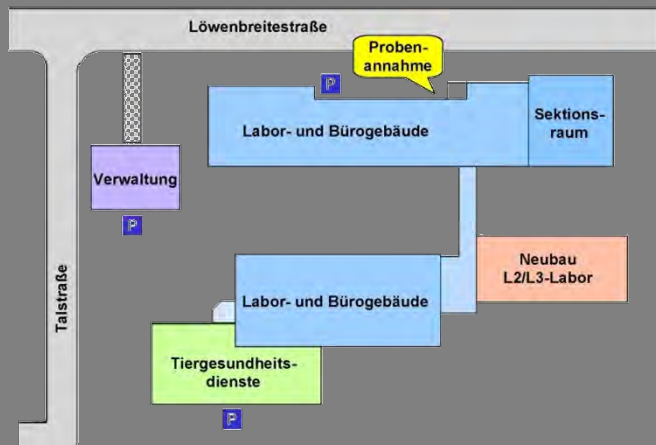 Löwenbreitestraße
Proben-
annahme
P
Labor- und Bürogebäude
Sektions-
raum
Verwaltung
P
Talstraße
Neubau
L2/L3-Labor
Labor- und Bürogebäude
Tiergesundheits-
dienste
P